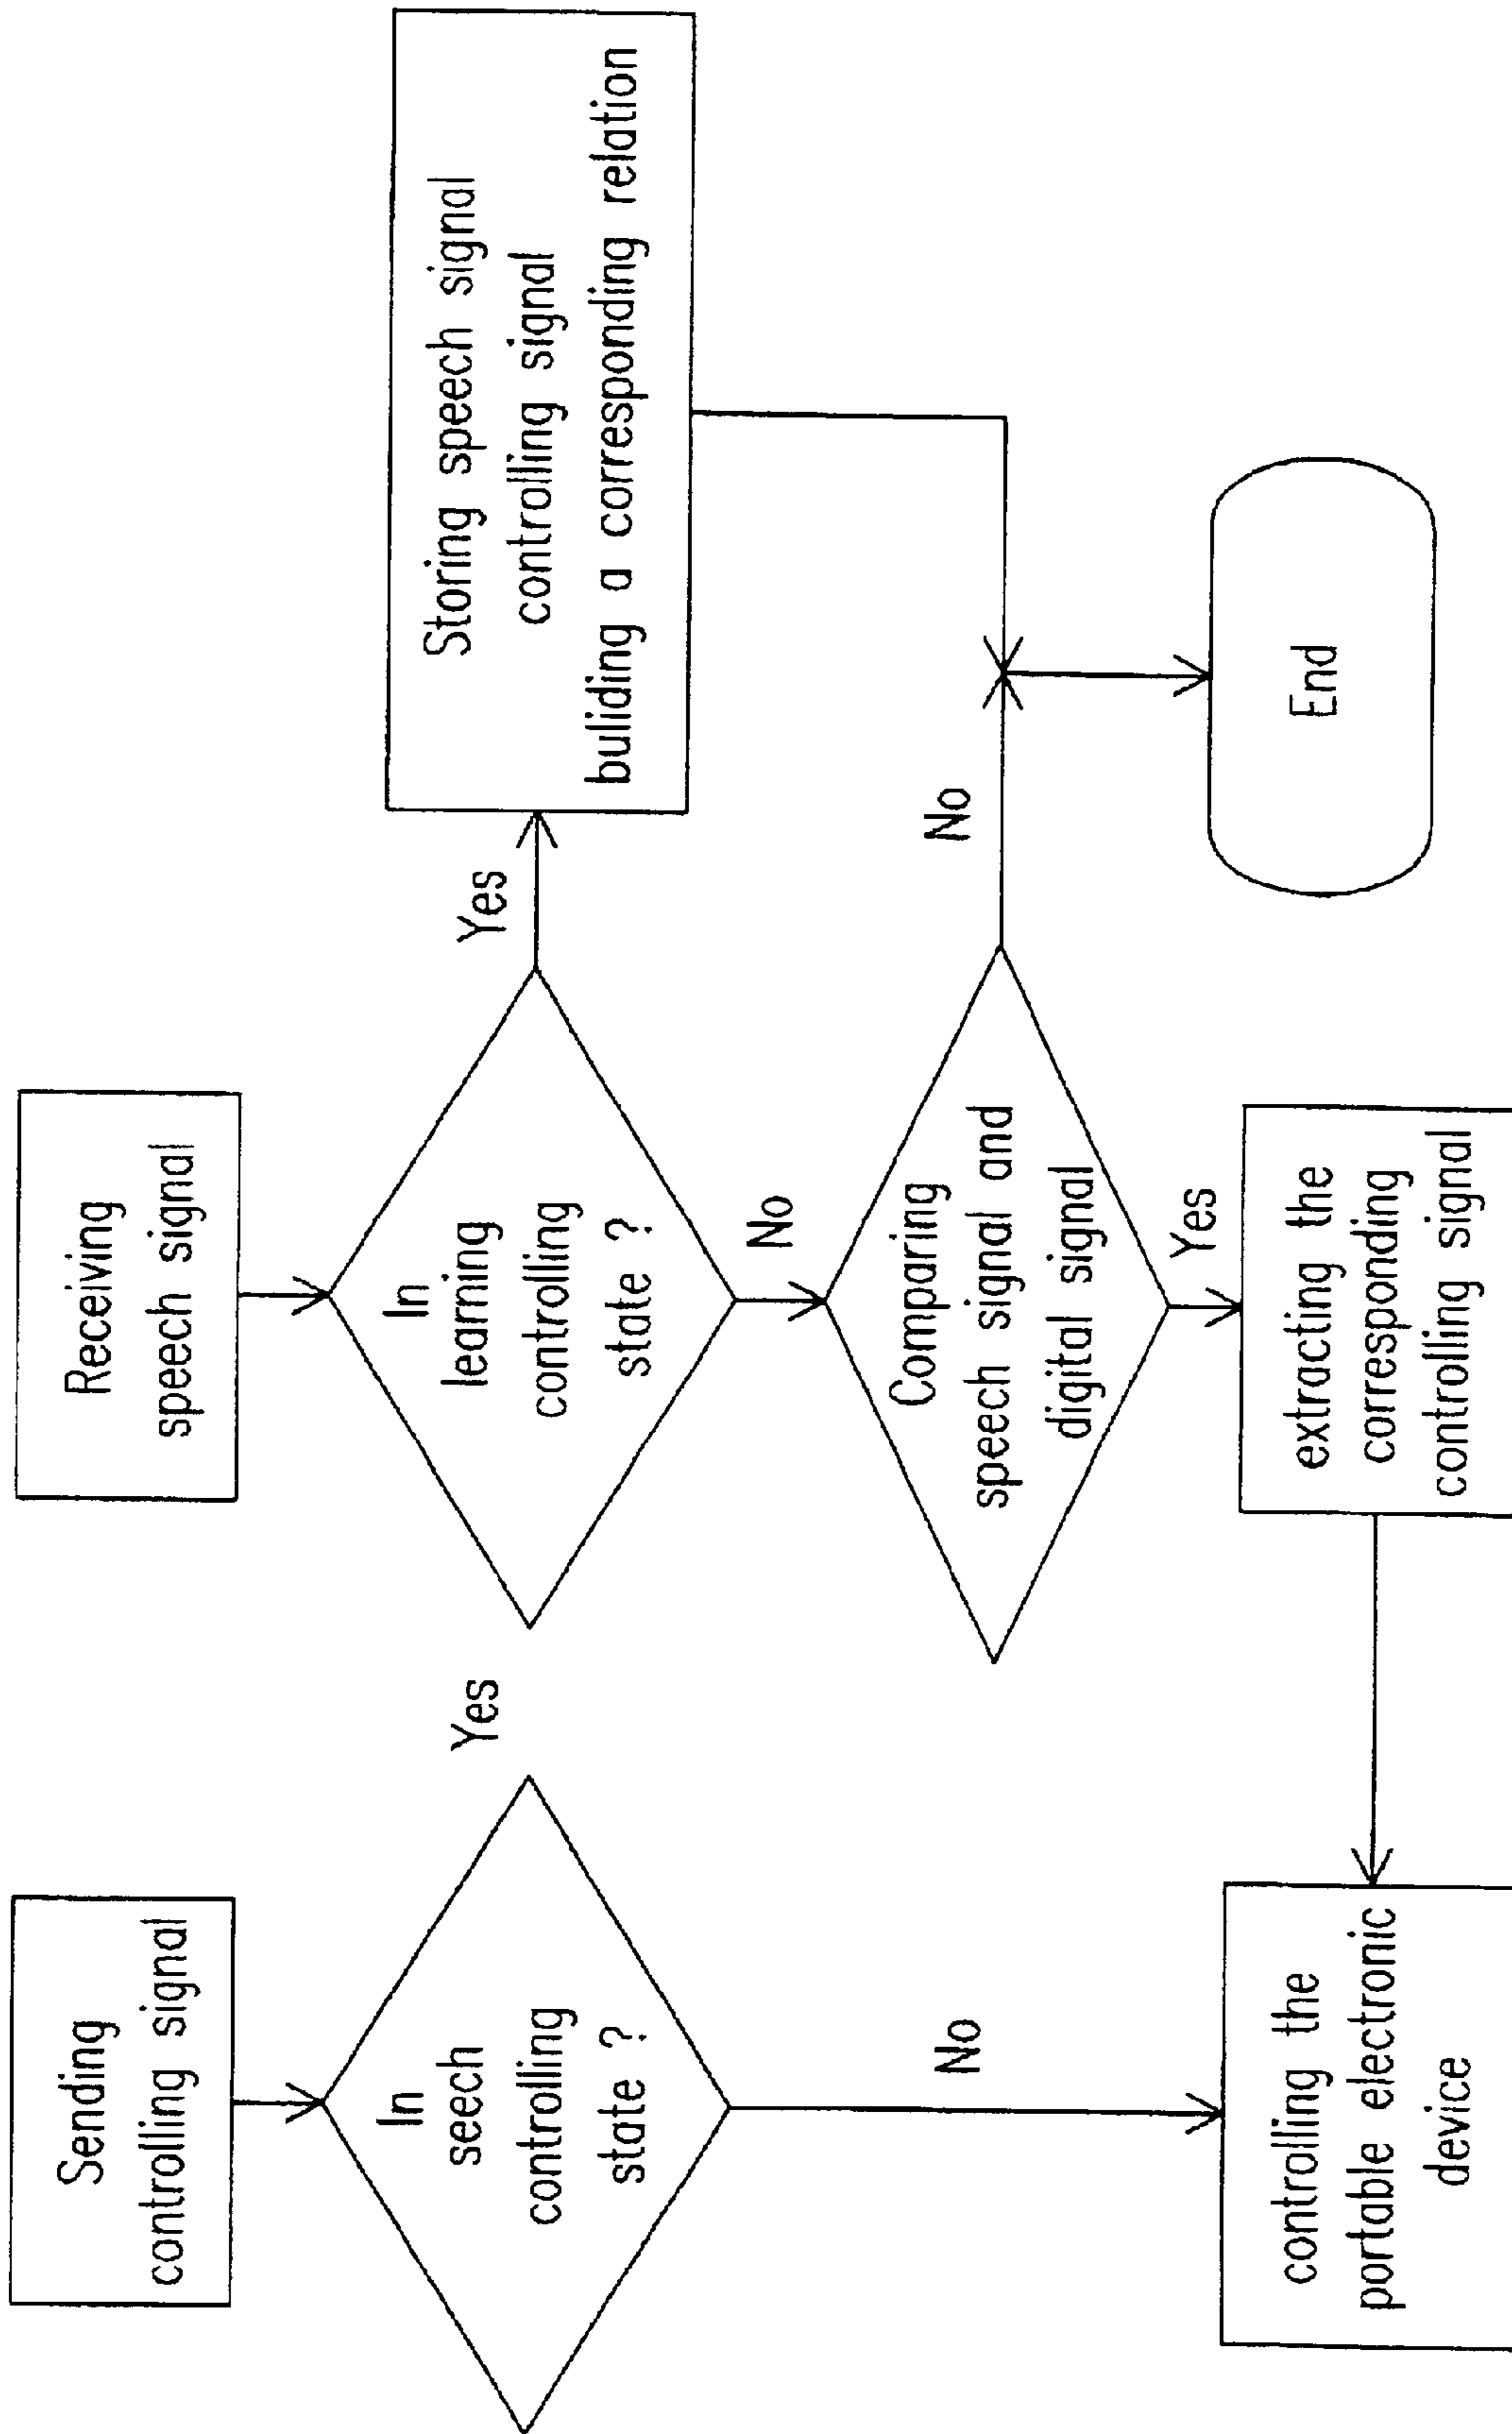 Sending
controlling signal
In
seech
controlling
state ?
Yes
No
controlling the
portable electronic
device
Receiving
speech signal
In
learning
controlling
state ?
Yes
No
Comparing
speech signal and
digital signal
No
Yes
extracting the
corresponding
controlling signal
Storing speech signal
controlling signal
buliding a corresponding relation
End